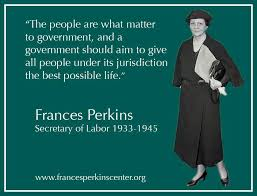 "The people are what matter
to government, and a
government should aim to give
all people under its jurisdiction
the best possible life."
Frances Perkins
Secretary of Labor 1933-1945
www.francesperkinscenter.org